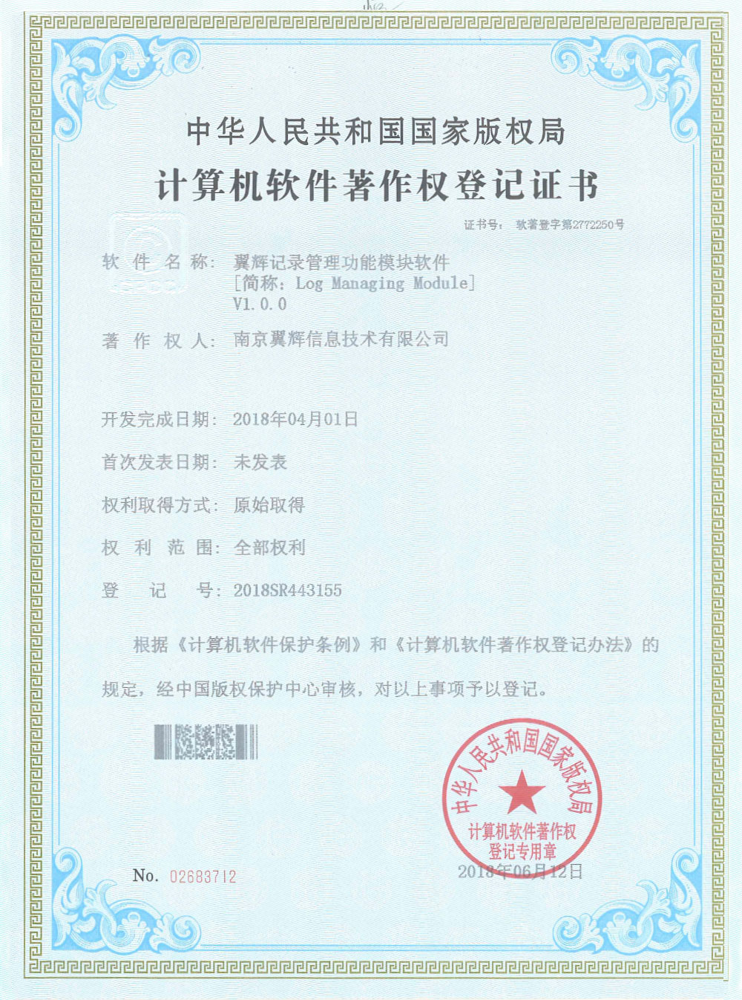 中华人民共和国国家版权局
计算机软件著作权登记证书
证书号： 软著登字第2772250号
软件名称： 翼辉记录管理功能模块软件
[简称：Log Managing Module]
V1.0.0
著作权人： 南京翼辉信息技术有限公司
开发完成日期： 2018年04月01日
首次发表日期： 未发表
权利取得方式： 原始取得
权利范围： 全部权利
登记号： 2018SR443155
根据《计算机软件保护条例》和《计算机软件著作权登记办法》的
规定，经中国版权保护中心审核，对以上事项予以登记。
中华人民共和国国家版权局
计算机软件著作权
登记专用章
2018年06月12日
No. 02683712